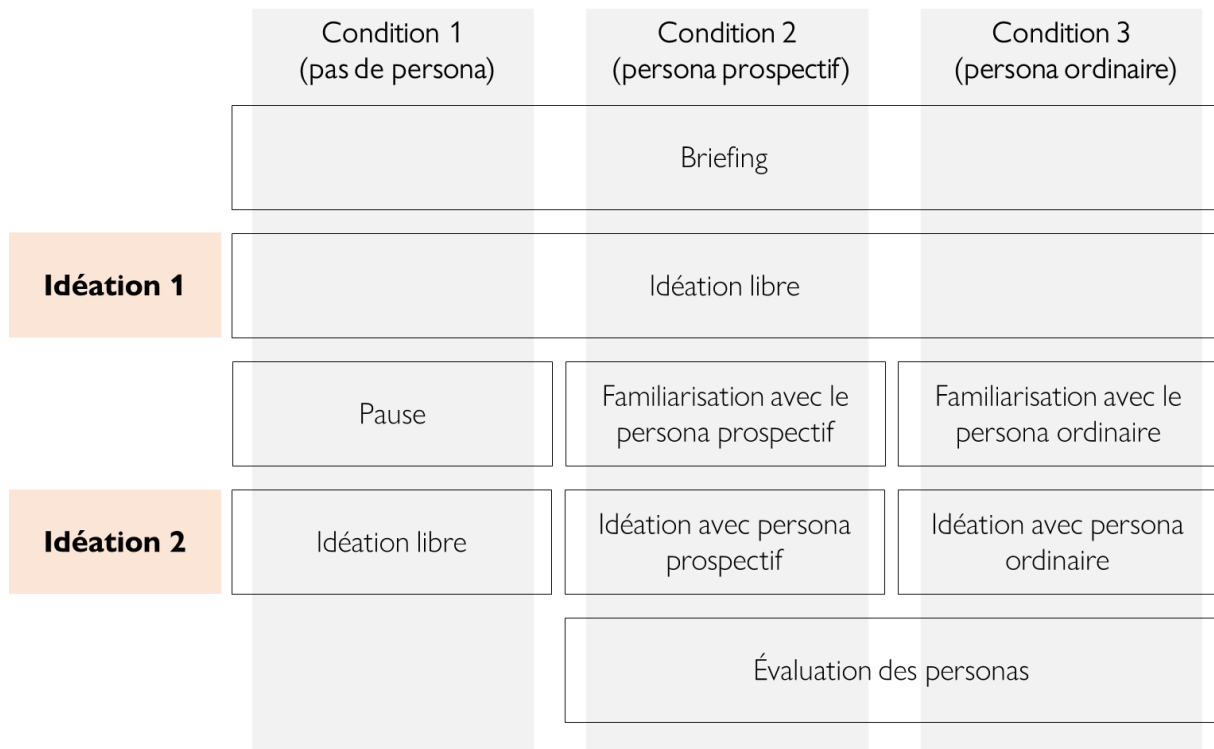 Condition 1
(pas de persona)
Condition 2
(persona prospectif)
Condition 3
(persona ordinaire)
Briefing
Idéation 1
Idéation libre
Pause
Familiarisation avec le
persona prospectif
Familiarisation avec le
persona ordinaire
Idéation 2
Idéation libre
Idéation avec persona
prospectif
Idéation avec persona
ordinaire
Évaluation des personas